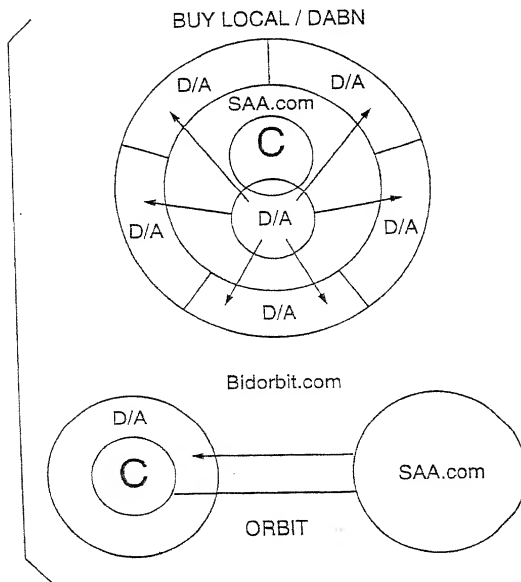 BUY LOCAL / DABN
D/A
D/A
SAA.com
C
D/A
D/A
D/A
D/A
Bidorbit.com
D/A
C
SAA.com
ORBIT